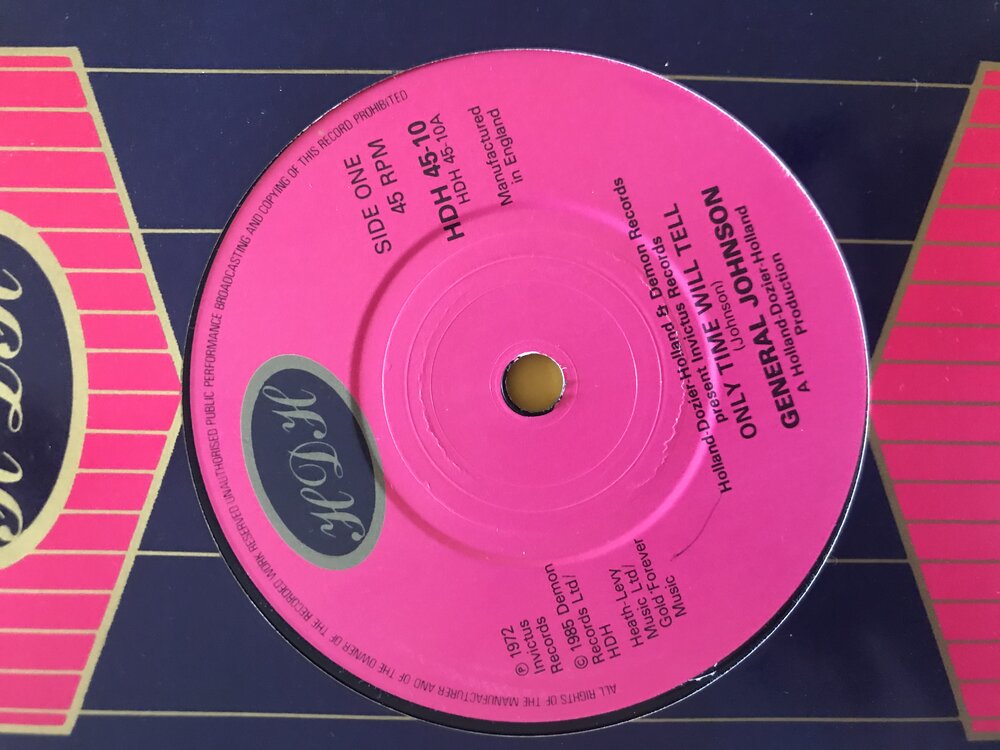 ALL RIGHTS OF THE MANUFACTURER AND OF THE OWNER OF THE RECORDED WORK RESERVED UNAUTHORISED PUBLIC PERFORMANCE BROADCASTING AND COPYING OF THIS RECORD PROHIBITED
HDH
SIDE ONE
45 RPM
HDH 45-10
HDH 45-10A
Manufactured
in England
℗ 1972
Invictus
Records
© 1985 Demon
Records Ltd/
HDH
Heath-Levy
Music Ltd/
Gold Forever
Music
Holland-Dozier-Holland & Demon Records
present Invictus Records
ONLY TIME WILL TELL
(Johnson)
GENERAL JOHNSON
A Holland-Dozier-Holland
Production